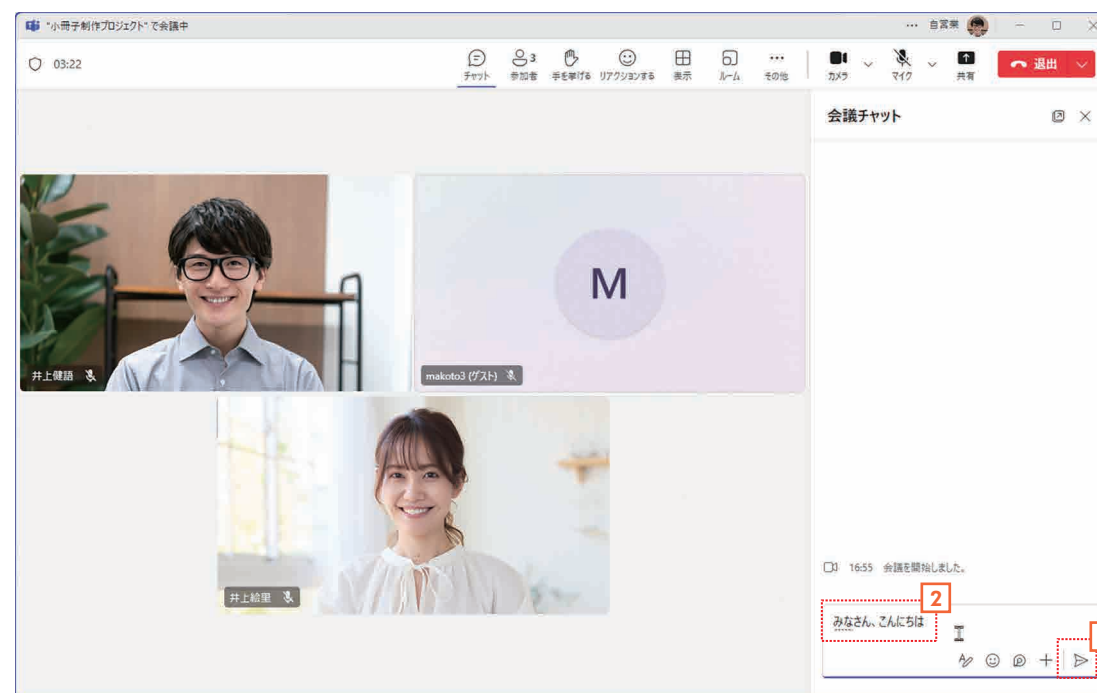 "小冊子制作プロジェクト" で会議中
自営業
03:22
チャット
3
参加者
手を挙げる
リアクションする
表示
ルーム
その他
カメラ
マイク
共有
退出
会議チャット
M
井上健語
makoto3 (ゲスト)
井上絵里
16:55 会議を開始しました。
2
みなさん、こんにちは